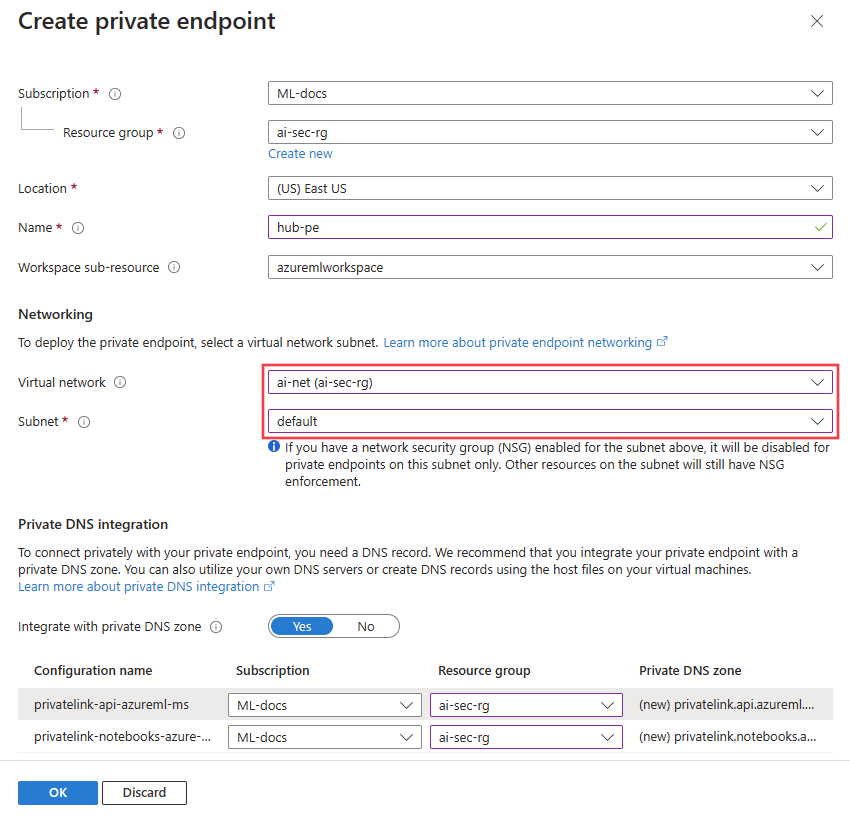 Create private endpoint
Subscription *
ML-docs
Resource group *
ai-sec-rg
Create new
Location *
(US) East US
Name *
hub-pe
Workspace sub-resource
azuremlworkspace
Networking
To deploy the private endpoint, select a virtual network subnet. Learn more about private endpoint networking
Virtual network
ai-net (ai-sec-rg)
Subnet *
default
If you have a network security group (NSG) enabled for the subnet above, it will be disabled for
private endpoints on this subnet only. Other resources on the subnet will still have NSG
enforcement.
Private DNS integration
To connect privately with your private endpoint, you need a DNS record. We recommend that you integrate your private endpoint with a
private DNS zone. You can also utilize your own DNS servers or create DNS records using the host files on your virtual machines.
Learn more about private DNS integration
Integrate with private DNS zone
Yes No
Configuration name Subscription Resource group Private DNS zone
privatelink-api-azureml-ms ML-docs ai-sec-rg (new) privatelink.api.azureml....
privatelink-notebooks-azure-... ML-docs ai-sec-rg (new) privatelink.notebooks.a...
OK Discard